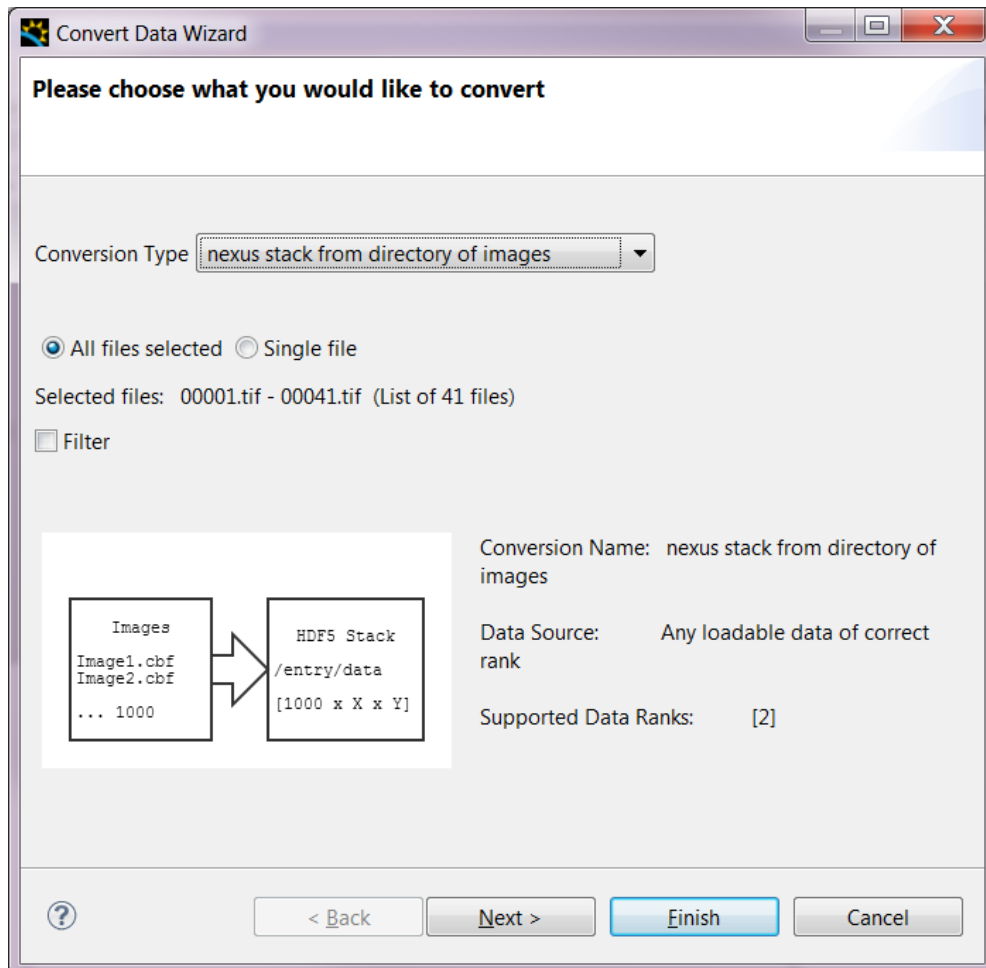 Convert Data Wizard
Please choose what you would like to convert
Conversion Type nexus stack from directory of images
All files selected Single file
Selected files: 00001.tif - 00041.tif (List of 41 files)
Filter
Images
Image1.cbf
Image2.cbf
... 1000
HDF5 Stack
/entry/data
[1000 x X x Y]
Conversion Name: nexus stack from directory of
images
Data Source: Any loadable data of correct
rank
Supported Data Ranks: [2]
? < Back Next > Finish Cancel